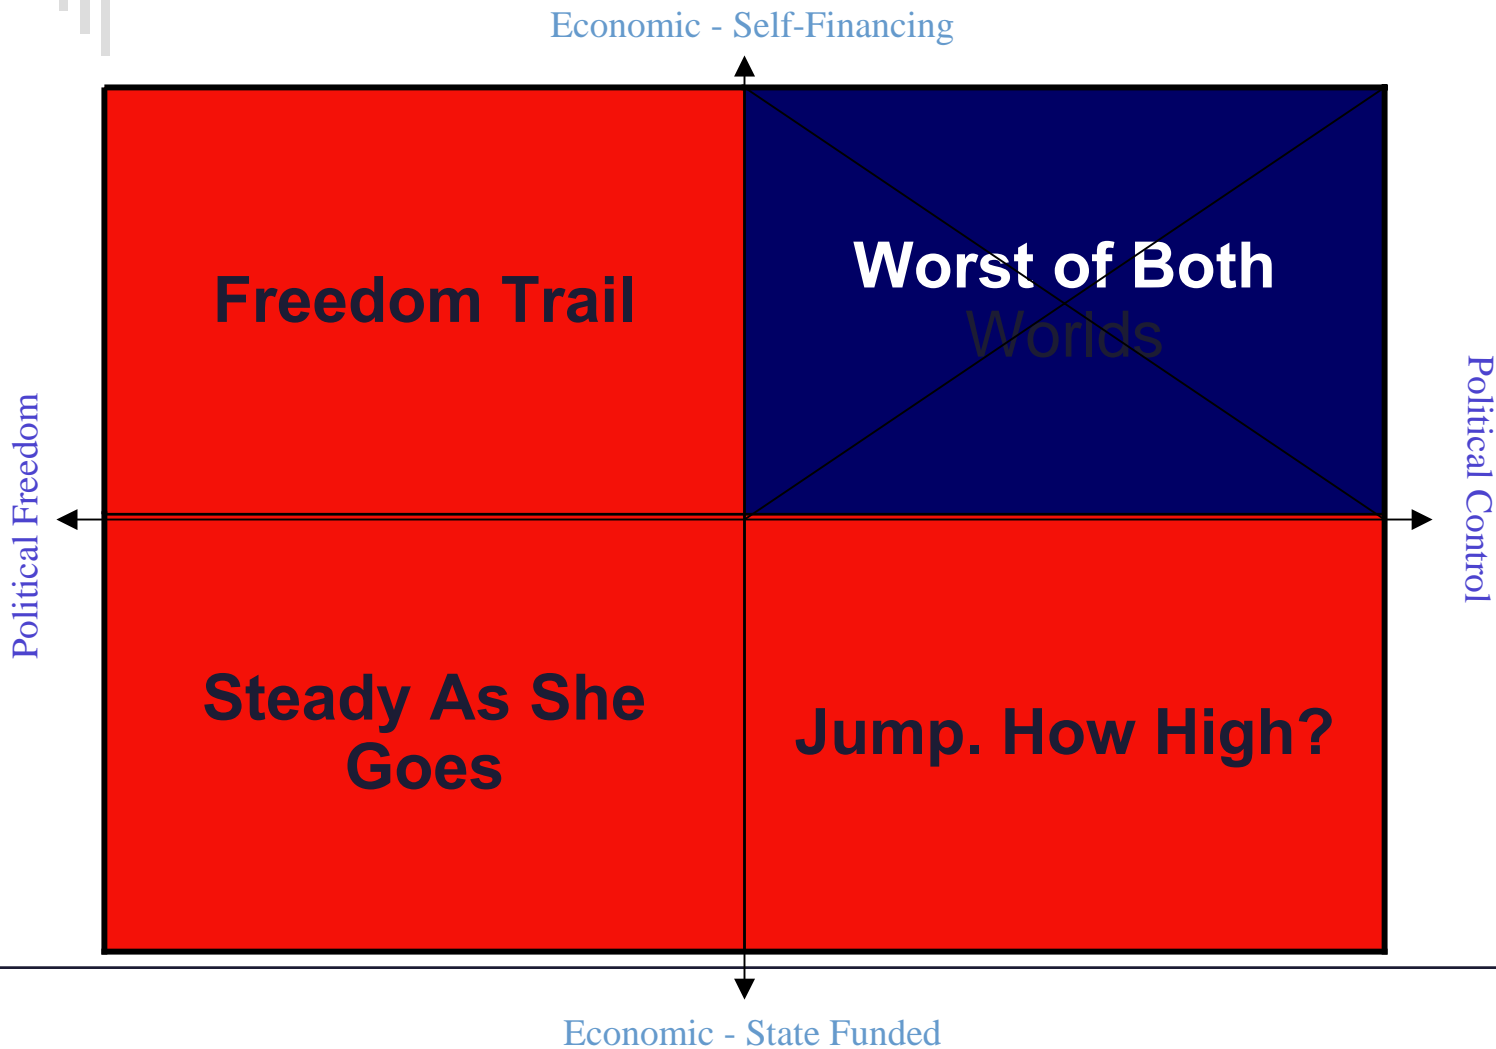 Economic - Self-Financing
Freedom Trail
Worst of Both
Worlds
Political Freedom
Political Control
Steady As She
Goes
Jump. How High?
Economic - State Funded